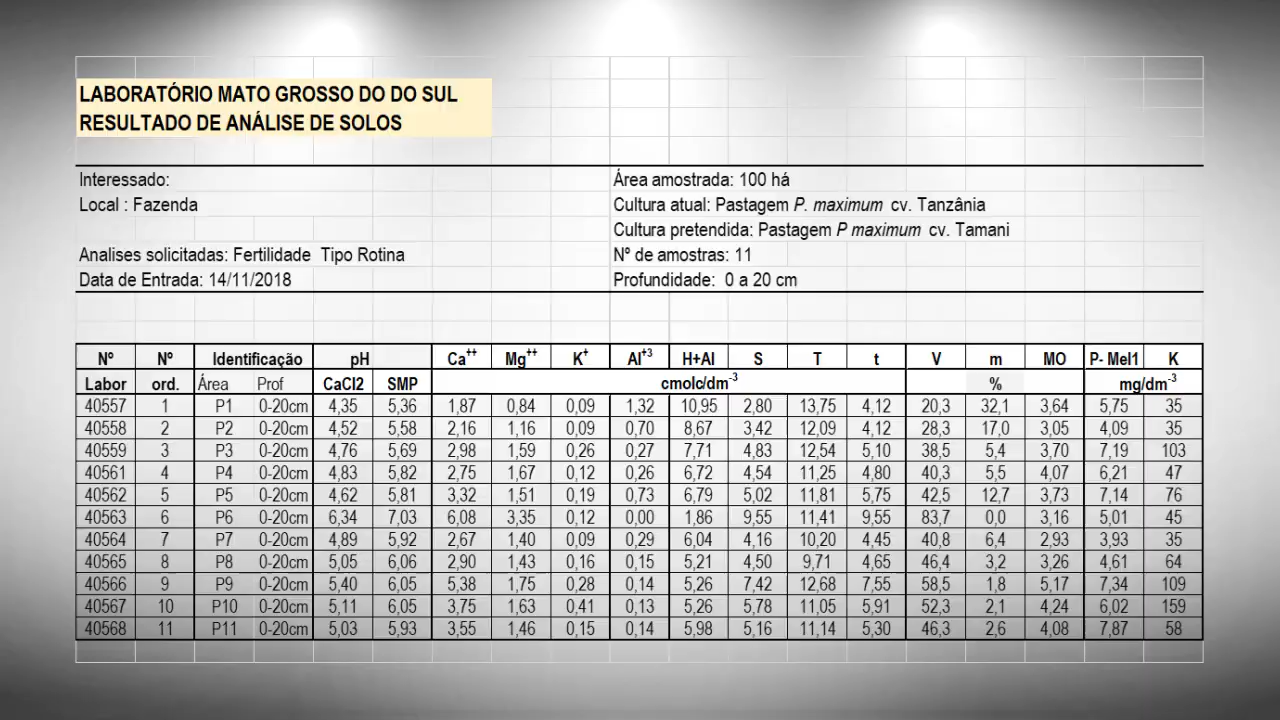 LABORATÓRIO MATO GROSSO DO DO SUL
RESULTADO DE ANÁLISE DE SOLOS
Interessado:
Área amostrada: 100 há
Local : Fazenda
Cultura atual: Pastagem P. maximum cv. Tanzânia
Cultura pretendida: Pastagem P maximum cv. Tamani
Analises solicitadas: Fertilidade Tipo Rotina
Nº de amostras: 11
Data de Entrada: 14/11/2018
Profundidade: 0 a 20 cm
Nº Nº Identificação pH Ca++ Mg++ K+ Al+3 H+Al S T t V m MO P- Mel1 K
Labor ord. Área Prof CaCl2 SMP cmolc/dm-3 % mg/dm-3
40557 1 P1 0-20cm 4,35 5,36 1,87 0,84 0,09 1,32 10,95 2,80 13,75 4,12 20,3 32,1 3,64 5,75 35
40558 2 P2 0-20cm 4,52 5,58 2,16 1,16 0,09 0,70 8,67 3,42 12,09 4,12 28,3 17,0 3,05 4,09 35
40559 3 P3 0-20cm 4,76 5,69 2,98 1,59 0,26 0,27 7,71 4,83 12,54 5,10 38,5 5,4 3,70 7,19 103
40561 4 P4 0-20cm 4,83 5,82 2,75 1,67 0,12 0,26 6,72 4,54 11,25 4,80 40,3 5,5 4,07 6,21 47
40562 5 P5 0-20cm 4,62 5,81 3,32 1,51 0,19 0,73 6,79 5,02 11,81 5,75 42,5 12,7 3,73 7,14 76
40563 6 P6 0-20cm 6,34 7,03 6,08 3,35 0,12 0,00 1,86 9,55 11,41 9,55 83,7 0,0 3,16 5,01 45
40564 7 P7 0-20cm 4,89 5,92 2,67 1,40 0,09 0,29 6,04 4,16 10,20 4,45 40,8 6,4 2,93 3,93 35
40565 8 P8 0-20cm 5,05 6,06 2,90 1,43 0,16 0,15 5,21 4,50 9,71 4,65 46,4 3,2 3,26 4,61 64
40566 9 P9 0-20cm 5,40 6,05 5,38 1,75 0,28 0,14 5,26 7,42 12,68 7,55 58,5 1,8 5,17 7,34 109
40567 10 P10 0-20cm 5,11 6,05 3,75 1,63 0,41 0,13 5,26 5,78 11,05 5,91 52,3 2,1 4,24 6,02 159
40568 11 P11 0-20cm 5,03 5,93 3,55 1,46 0,15 0,14 5,98 5,16 11,14 5,30 46,3 2,6 4,08 7,87 58